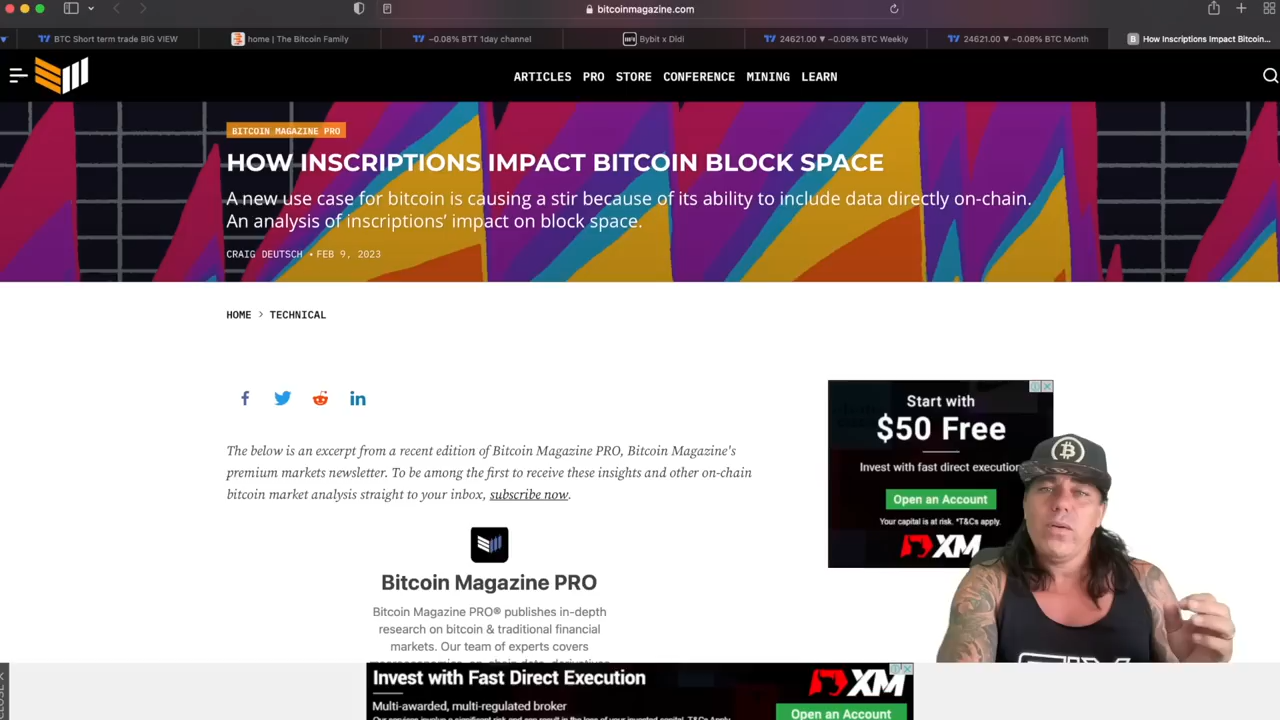 bitcoinmagazine.com
BTC Short term trade BIG VIEW
home | The Bitcoin Family
−0.08% BTT 1day channel
Bybit x Didi
24621.00 ▼ −0.08% BTC Weekly
24621.00 ▼ −0.08% BTC Month
How Inscriptions Impact Bitcoin...
ARTICLES PRO STORE CONFERENCE MINING LEARN
BITCOIN MAGAZINE PRO
HOW INSCRIPTIONS IMPACT BITCOIN BLOCK SPACE
A new use case for bitcoin is causing a stir because of its ability to include data directly on-chain.
An analysis of inscriptions' impact on block space.
CRAIG DEUTSCH • FEB 9, 2023
HOME > TECHNICAL
The below is an excerpt from a recent edition of Bitcoin Magazine PRO, Bitcoin Magazine's
premium markets newsletter. To be among the first to receive these insights and other on-chain
bitcoin market analysis straight to your inbox, subscribe now.
Bitcoin Magazine PRO
Bitcoin Magazine PRO® publishes in-depth
research on bitcoin & traditional financial
markets. Our team of experts covers
Start with
$50 Free
Invest with fast direct execution
Open an Account
Your capital is at risk. *T&Cs apply.
XM
CLOSE X
Invest with Fast Direct Execution
Multi-awarded, multi-regulated broker
XM
Open an Account